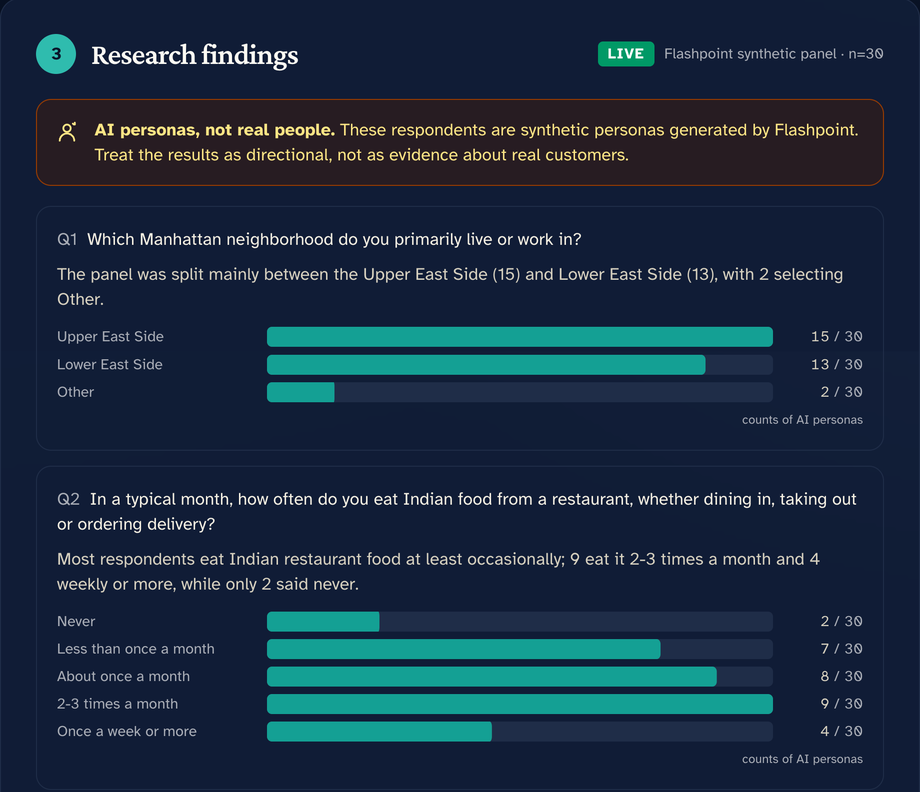 3
Research findings
LIVE
Flashpoint synthetic panel · n=30
AI personas, not real people. These respondents are synthetic personas generated by Flashpoint.
Treat the results as directional, not as evidence about real customers.
Q1 Which Manhattan neighborhood do you primarily live or work in?
The panel was split mainly between the Upper East Side (15) and Lower East Side (13), with 2 selecting
Other.
Upper East Side 15 / 30
Lower East Side 13 / 30
Other 2 / 30
counts of AI personas
Q2 In a typical month, how often do you eat Indian food from a restaurant, whether dining in, taking out
or ordering delivery?
Most respondents eat Indian restaurant food at least occasionally; 9 eat it 2-3 times a month and 4
weekly or more, while only 2 said never.
Never 2 / 30
Less than once a month 7 / 30
About once a month 8 / 30
2-3 times a month 9 / 30
Once a week or more 4 / 30
counts of AI personas